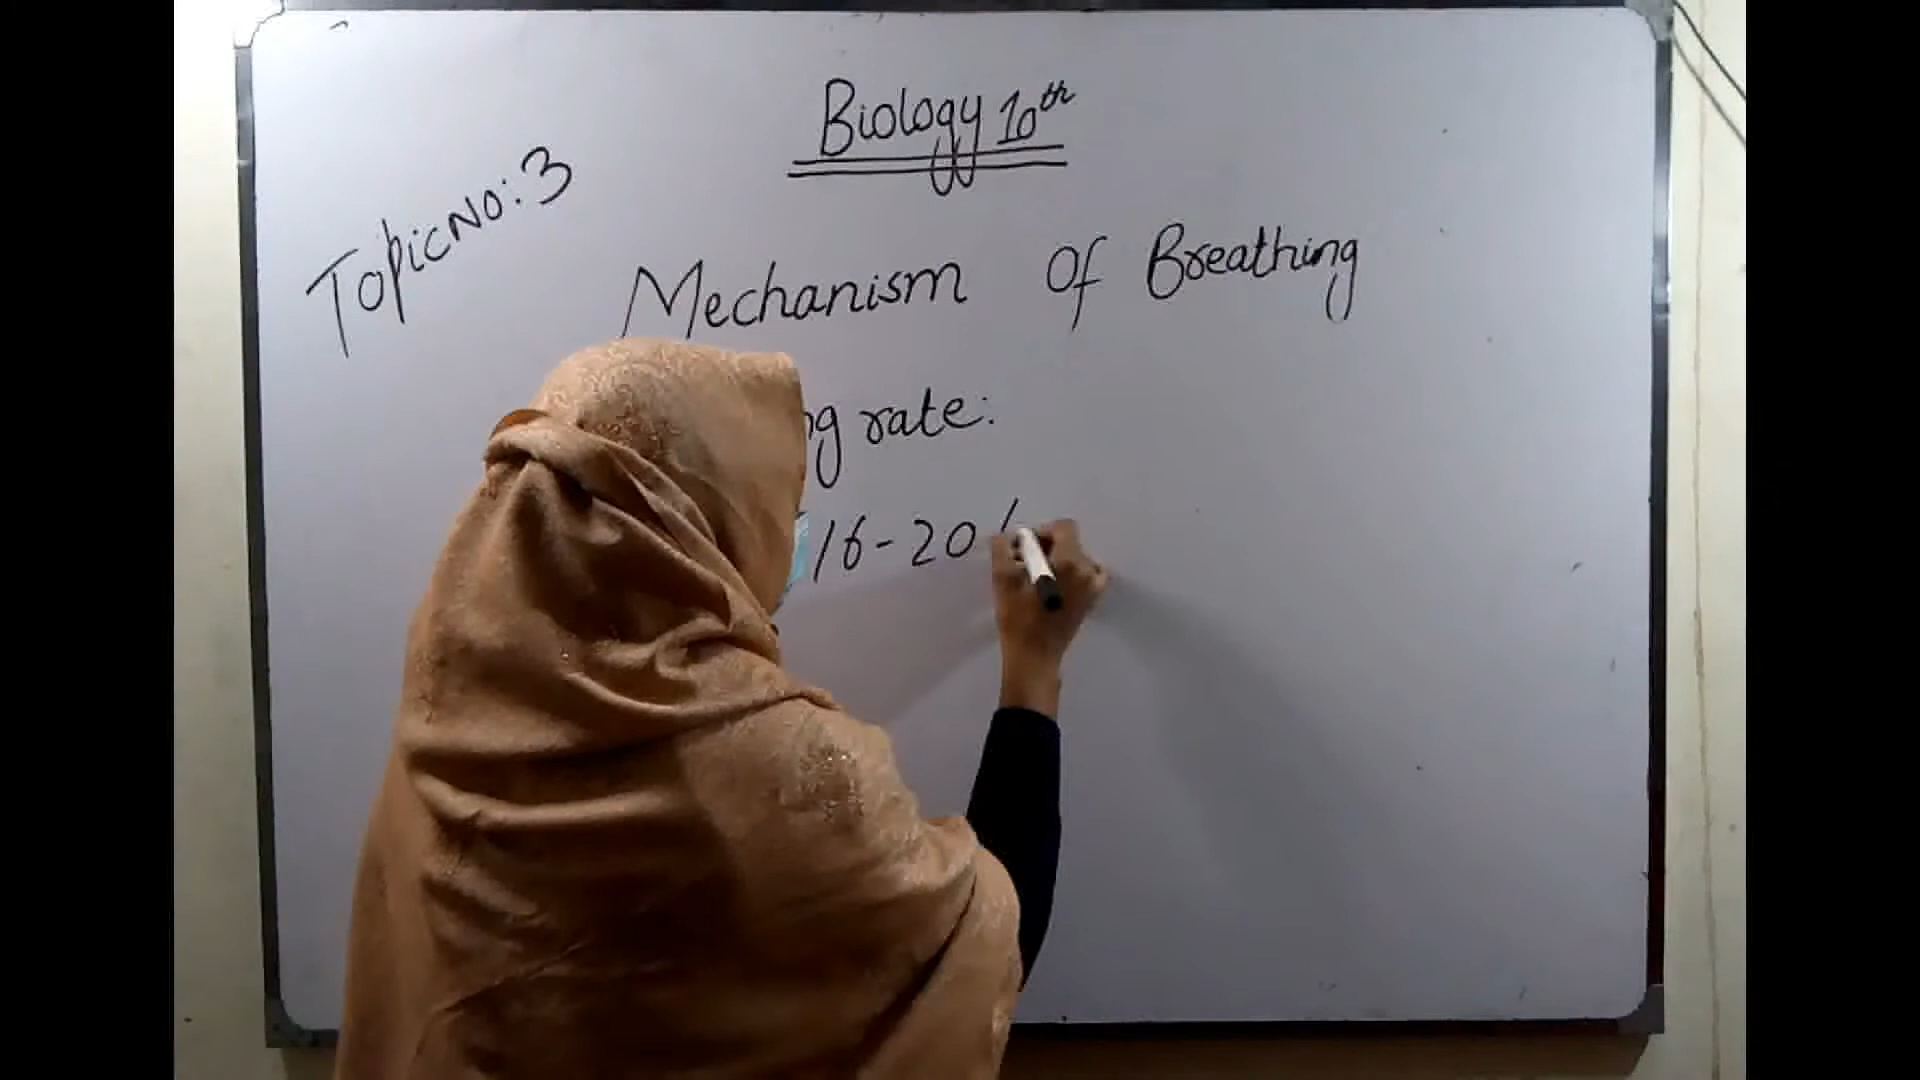 Biology 10th
Topic No: 3
Mechanism Of Breathing
rate:
16-20 /